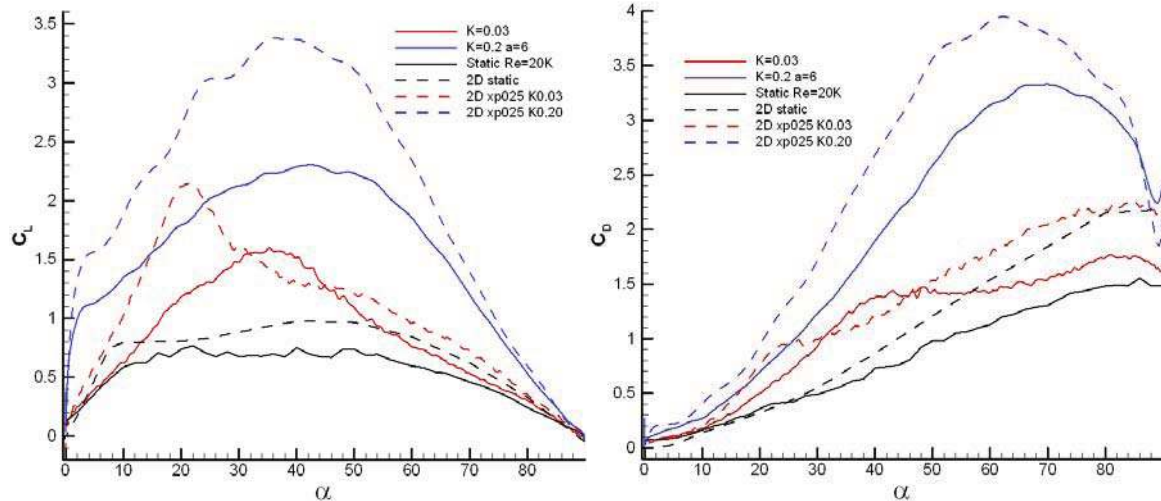 3.5
3
2.5
2
1.5
1
0.5
0
C_L
0 10 20 30 40 50 60 70 80
α
K=0.03
K=0.2 a=6
Static Re=20K
2D static
2D xp025 K0.03
2D xp025 K0.20
4
3.5
3
2.5
2
1.5
1
0.5
0
C_D
0 10 20 30 40 50 60 70 80
α
K=0.03
K=0.2 a=6
Static Re=20K
2D static
2D xp025 K0.03
2D xp025 K0.20